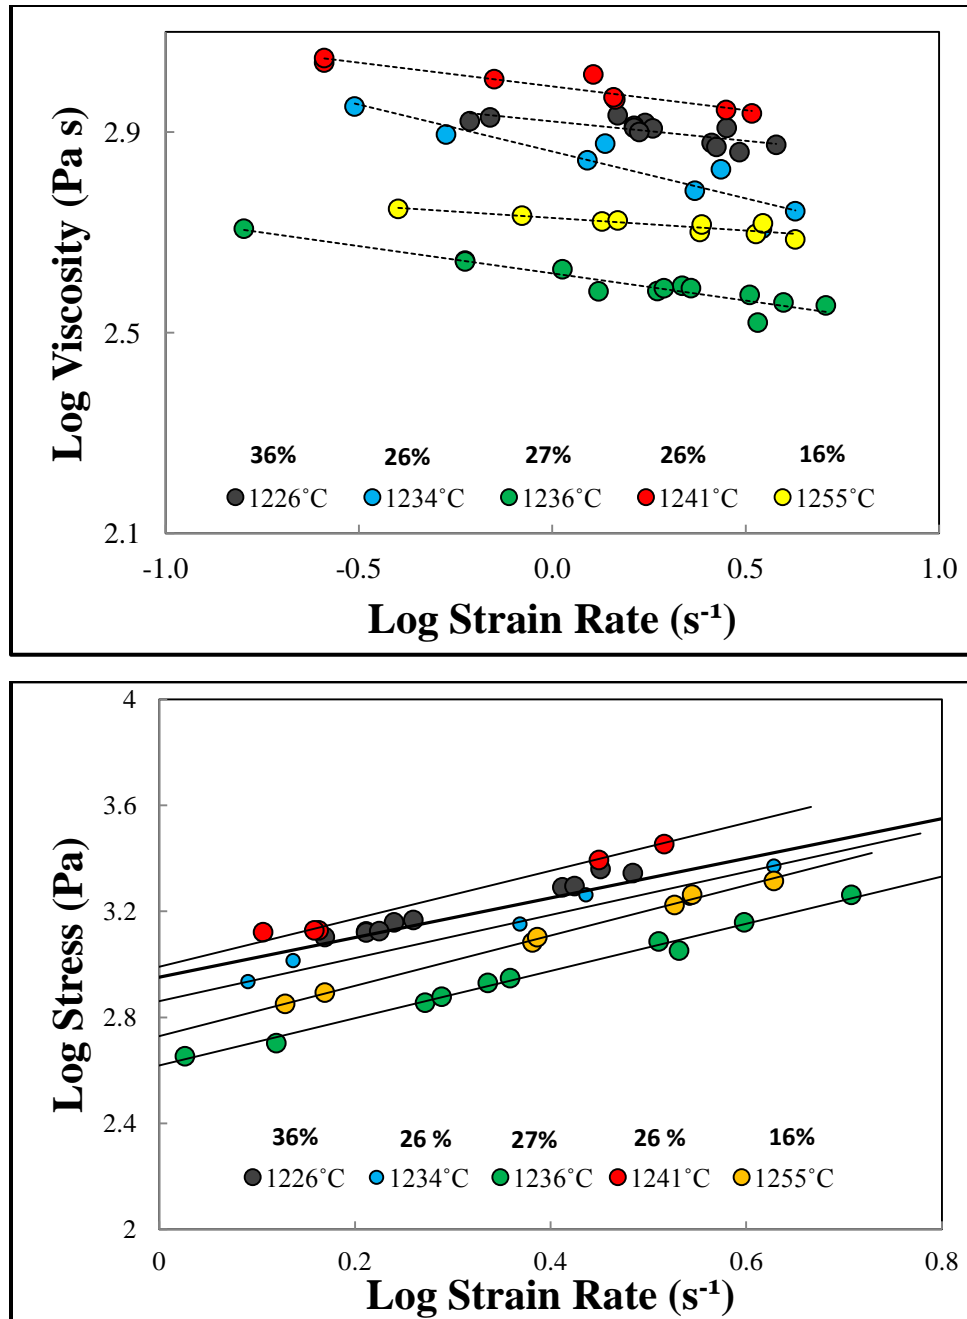 Log Viscosity (Pa s)
2.9
2.5
2.1
36% 26% 27% 26% 16%
1226˚C 1234˚C 1236˚C 1241˚C 1255˚C
-1.0 -0.5 0.0 0.5 1.0
Log Strain Rate (s⁻¹)
Log Stress (Pa)
4
3.6
3.2
2.8
2.4
2
36% 26 % 27% 26 % 16%
1226˚C 1234˚C 1236˚C 1241˚C 1255˚C
0 0.2 0.4 0.6 0.8
Log Strain Rate (s⁻¹)